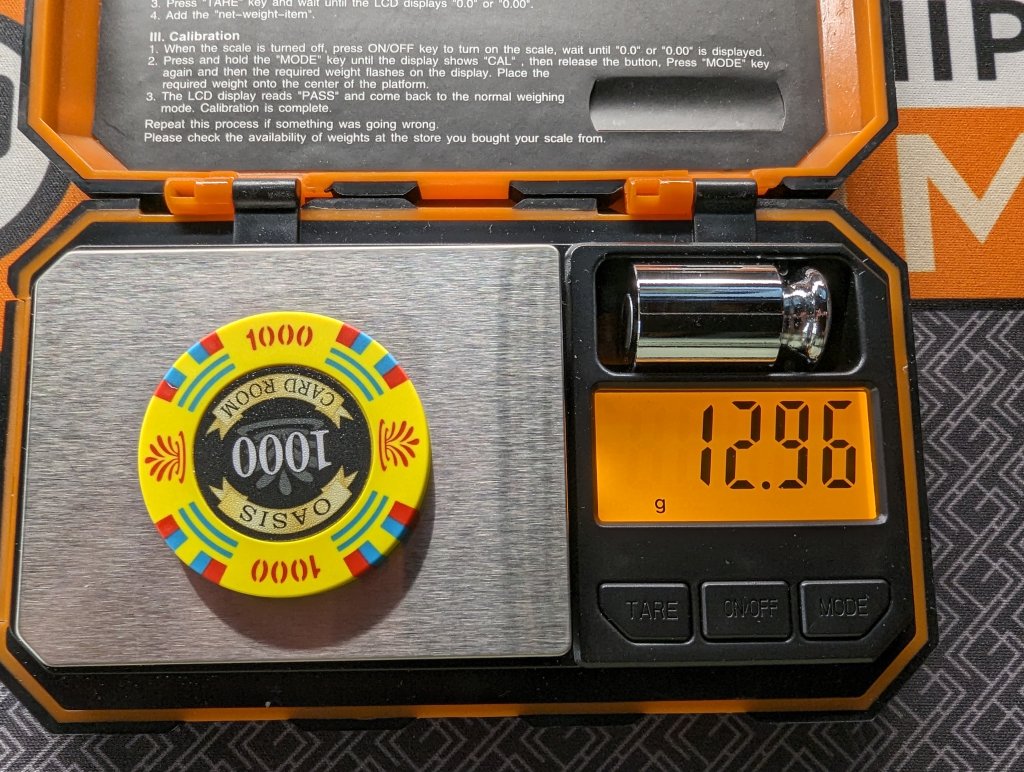 3. Press "TARE" key and wait until the LCD displays "0.0" or "0.00".
4. Add the "net-weight-item".
III. Calibration
1. When the scale is turned off, press ON/OFF key to turn on the scale, wait until "0.0" or "0.00" is displayed.
2. Press and hold the "MODE" key until the display shows "CAL" , then release the button, Press "MODE" key
again and then the required weight flashes on the display. Place the
required weight onto the center of the platform.
3. The LCD display reads "PASS" and come back to the normal weighing
mode. Calibration is complete.
Repeat this process if something was going wrong.
Please check the availability of weights at the store you bought your scale from.
IP
M
1000
CARD ROOM
1000
OASIS
1000
12.96
g
TARE
ON/OFF
MODE